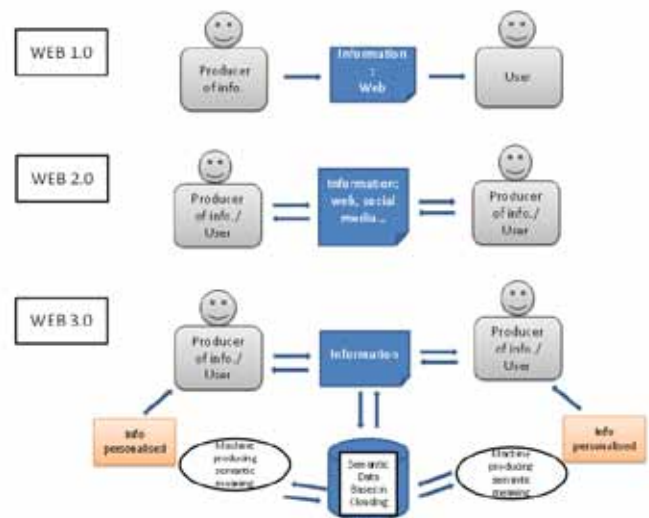 WEB 1.0
Producer
of info.
Information
:
Web
User
WEB 2.0
Producer
of info./
User
Information:
web, social
media...
Producer
of info./
User
WEB 3.0
Producer
of info./
User
Information
Producer
of info./
User
Info
personalised
Machine
producing
semantic
meaning
Semantic
Data
Base in
Clouding
Machine
producing
semantic
meaning
Info
personalised